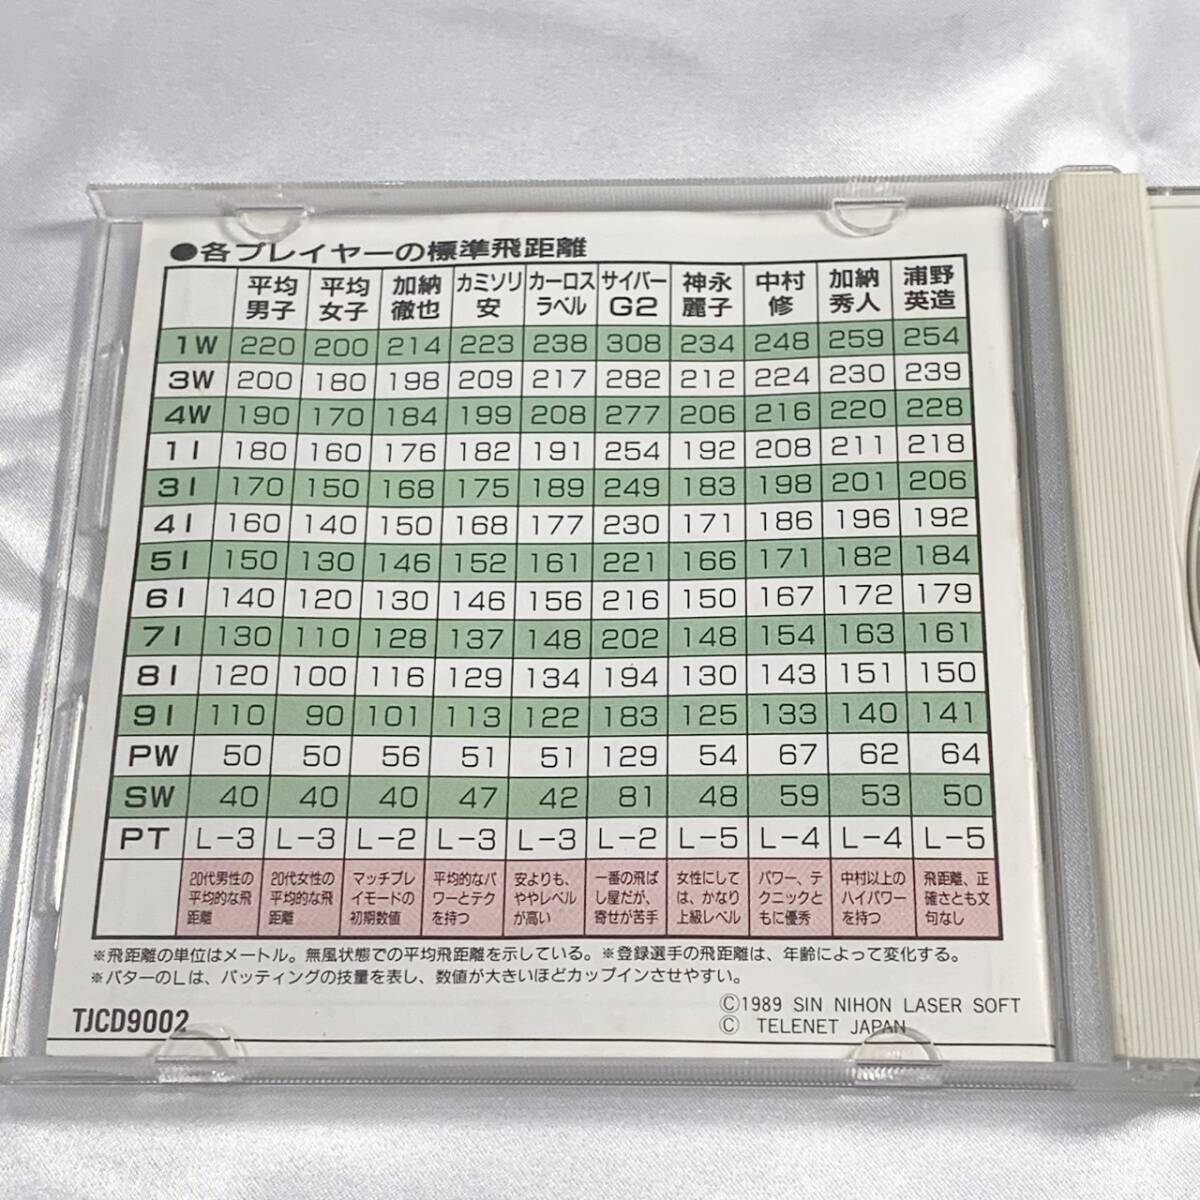 ●各プレイヤーの標準飛距離
平均男子 平均女子 加納徹也 カミソリ安 カーロスラベル サイバーG2 神永麗子 中村修 加納秀人 浦野英造
1W 220 200 214 223 238 308 234 248 259 254
3W 200 180 198 209 217 282 212 224 230 239
4W 190 170 184 199 208 277 206 216 220 228
1I 180 160 176 182 191 254 192 208 211 218
3I 170 150 168 175 189 249 183 198 201 206
4I 160 140 150 168 177 230 171 186 196 192
5I 150 130 146 152 161 221 166 171 182 184
6I 140 120 130 146 156 216 150 167 172 179
7I 130 110 128 137 148 202 148 154 163 161
8I 120 100 116 129 134 194 130 143 151 150
9I 110 90 101 113 122 183 125 133 140 141
PW 50 50 56 51 51 129 54 67 62 64
SW 40 40 40 47 42 81 48 59 53 50
PT L-3 L-3 L-2 L-3 L-3 L-2 L-5 L-4 L-4 L-5
20代男性の平均的な飛距離 20代女性の平均的な飛距離 マッチプレイモードの初期数値 平均的なパワーとテクを持つ 安よりも、ややレベルが高い 一番の飛ばし屋だが、寄せが苦手 女性にしては、かなり上級レベル パワー、テクニックともに優秀 中村以上のハイパワーを持つ 飛距離、正確さとも文句なし
※飛距離の単位はメートル。無風状態での平均飛距離を示している。※登録選手の飛距離は、年齢によって変化する。
※パターのLは、パッティングの技量を表し、数値が大きいほどカップインさせやすい。
©1989 SIN NIHON LASER SOFT
© TELENET JAPAN
TJCD9002